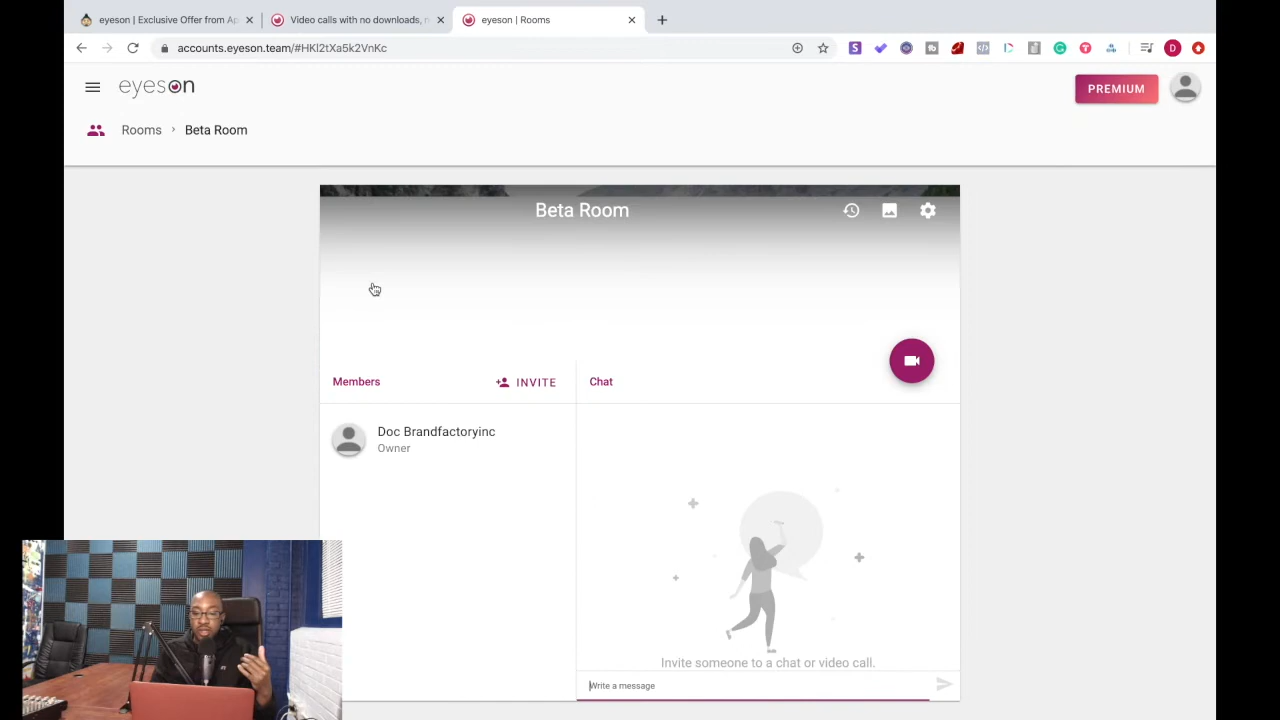 eyeson | Exclusive Offer from Ap
Video calls with no downloads, n
eyeson | Rooms
accounts.eyeson.team/#HKl2tXa5k2VnKc
eyeson
PREMIUM
Rooms > Beta Room
Beta Room
Members
INVITE
Chat
Doc Brandfactoryinc
Owner
Invite someone to a chat or video call.
Write a message